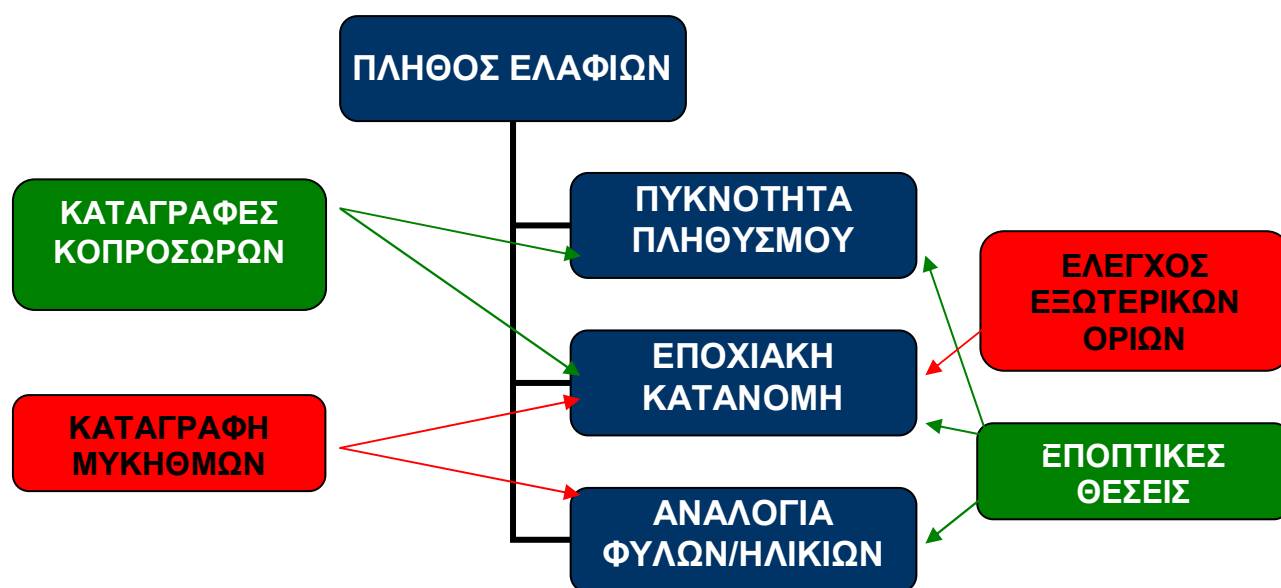 ΠΛΗΘΟΣ ΕΛΑΦΙΩΝ
ΚΑΤΑΓΡΑΦΕΣ
ΚΟΠΡΟΣΩΡΩΝ
ΠΥΚΝΟΤΗΤΑ
ΠΛΗΘΥΣΜΟΥ
ΕΛΕΓΧΟΣ
ΕΞΩΤΕΡΙΚΩΝ
ΟΡΙΩΝ
ΕΠΟΧΙΑΚΗ
ΚΑΤΑΝΟΜΗ
ΚΑΤΑΓΡΑΦΗ
ΜΥΚΗΘΜΩΝ
ΕΠΟΠΤΙΚΕΣ
ΘΕΣΕΙΣ
ΑΝΑΛΟΓΙΑ
ΦΥΛΩΝ/ΗΛΙΚΙΩΝ